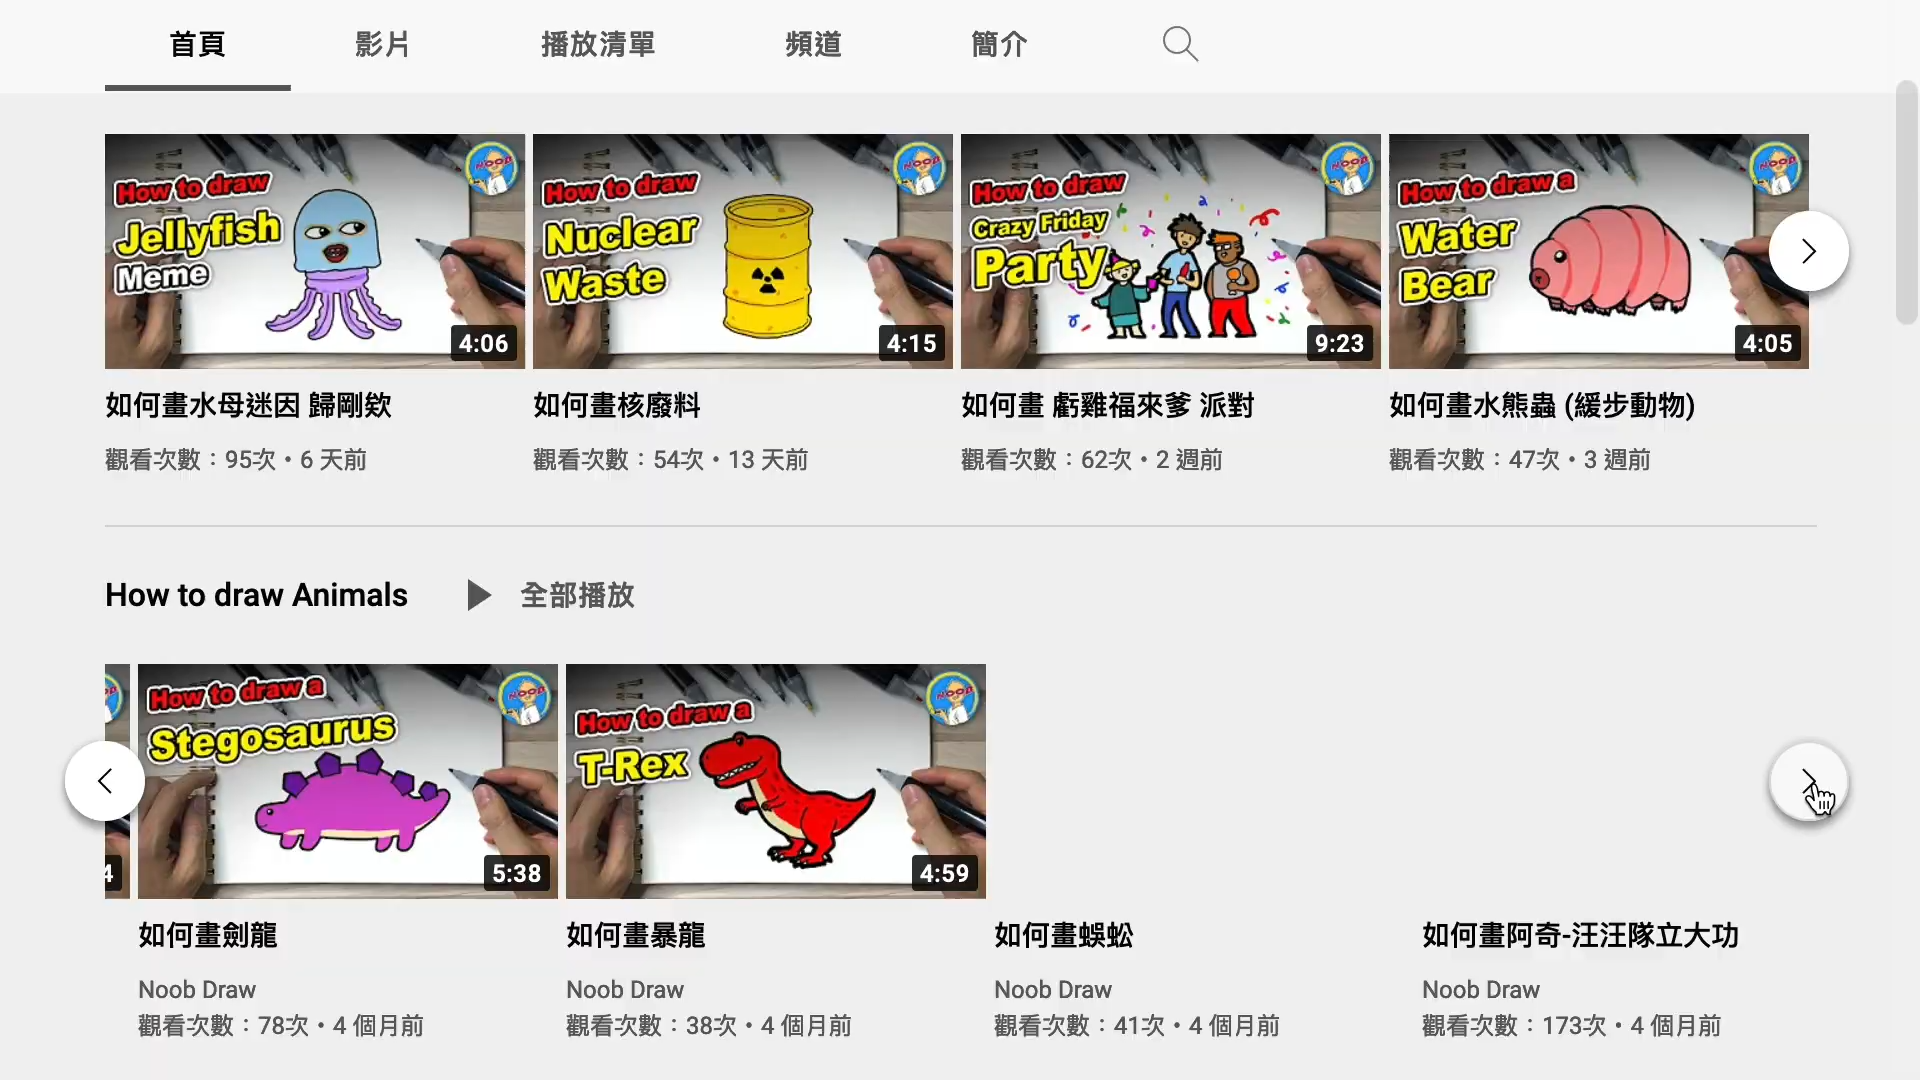 首頁
影片
播放清單
頻道
簡介
How to draw
Jellyfish
Meme
NOOB
4:06
How to draw
Nuclear
Waste
NOOB
4:15
How to draw
Crazy Friday
Party
NOOB
9:23
How to draw a
Water
Bear
NOOB
4:05
如何畫水母迷因 歸剛欸
觀看次數：95次・6 天前
如何畫核廢料
觀看次數：54次・13 天前
如何畫 虧雞福來爹 派對
觀看次數：62次・2 週前
如何畫水熊蟲 (緩步動物)
觀看次數：47次・3 週前
How to draw Animals
全部播放
4
How to draw a
Stegosaurus
NOOB
5:38
How to draw a
T-Rex
NOOB
4:59
如何畫劍龍
Noob Draw
觀看次數：78次・4 個月前
如何畫暴龍
Noob Draw
觀看次數：38次・4 個月前
如何畫蜈蚣
Noob Draw
觀看次數：41次・4 個月前
如何畫阿奇-汪汪隊立大功
Noob Draw
觀看次數：173次・4 個月前